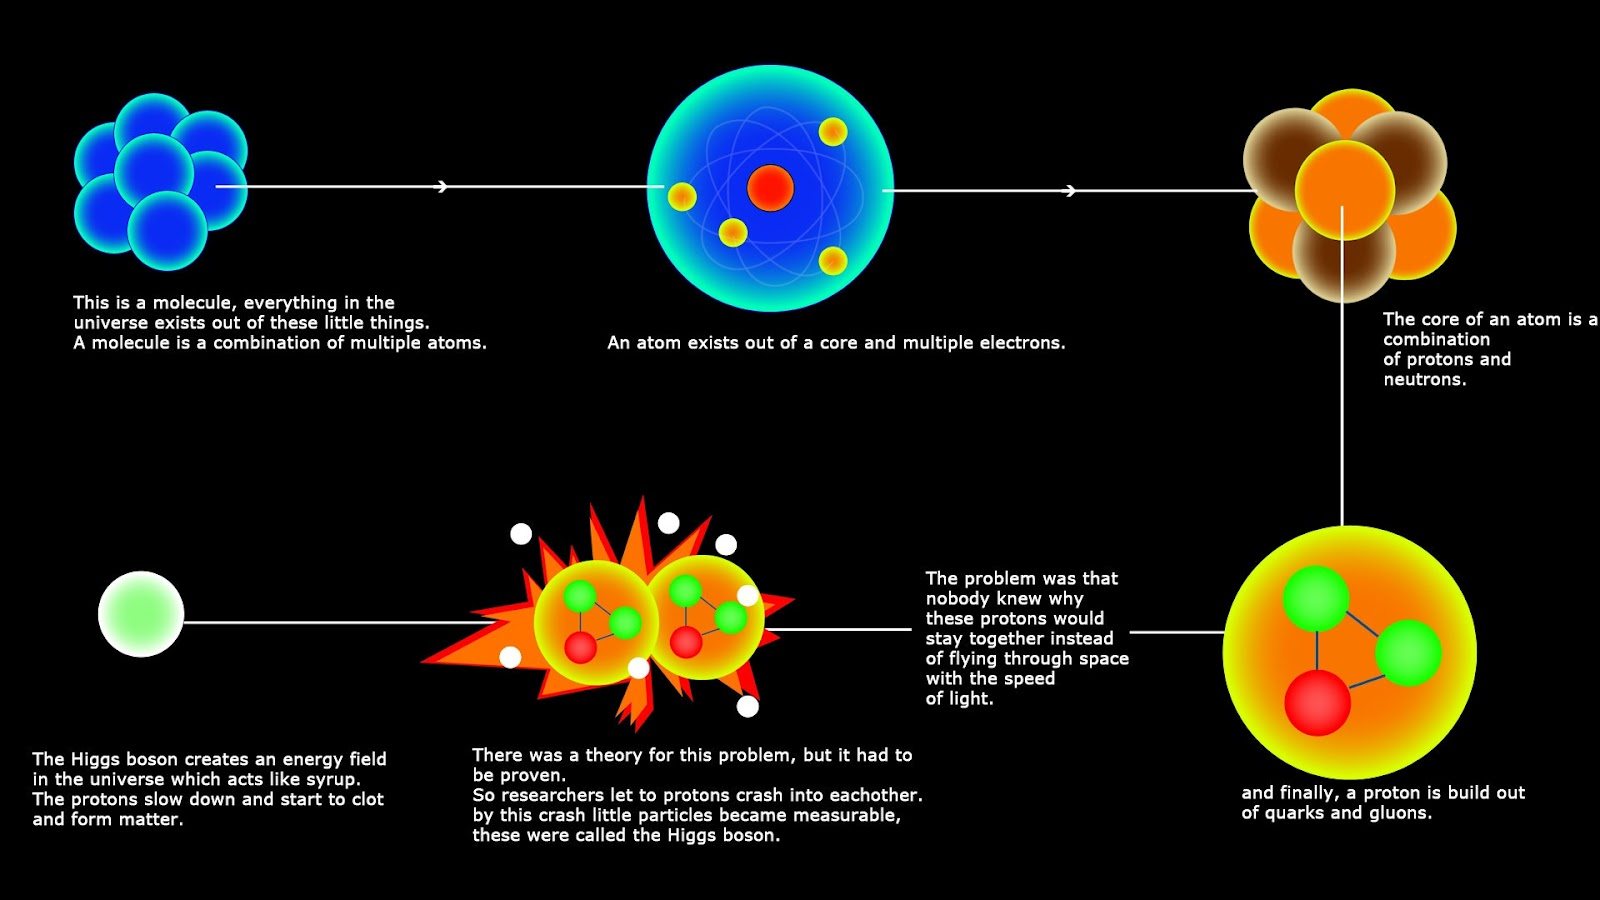 This is a molecule, everything in the
universe exists out of these little things.
A molecule is a combination of multiple atoms.
An atom exists out of a core and multiple electrons.
The core of an atom is a
combination
of protons and
neutrons.
and finally, a proton is build out
of quarks and gluons.
The problem was that
nobody knew why
these protons would
stay together instead
of flying through space
with the speed
of light.
There was a theory for this problem, but it had to
be proven.
So researchers let to protons crash into eachother.
by this crash little particles became measurable,
these were called the Higgs boson.
The Higgs boson creates an energy field
in the universe which acts like syrup.
The protons slow down and start to clot
and form matter.